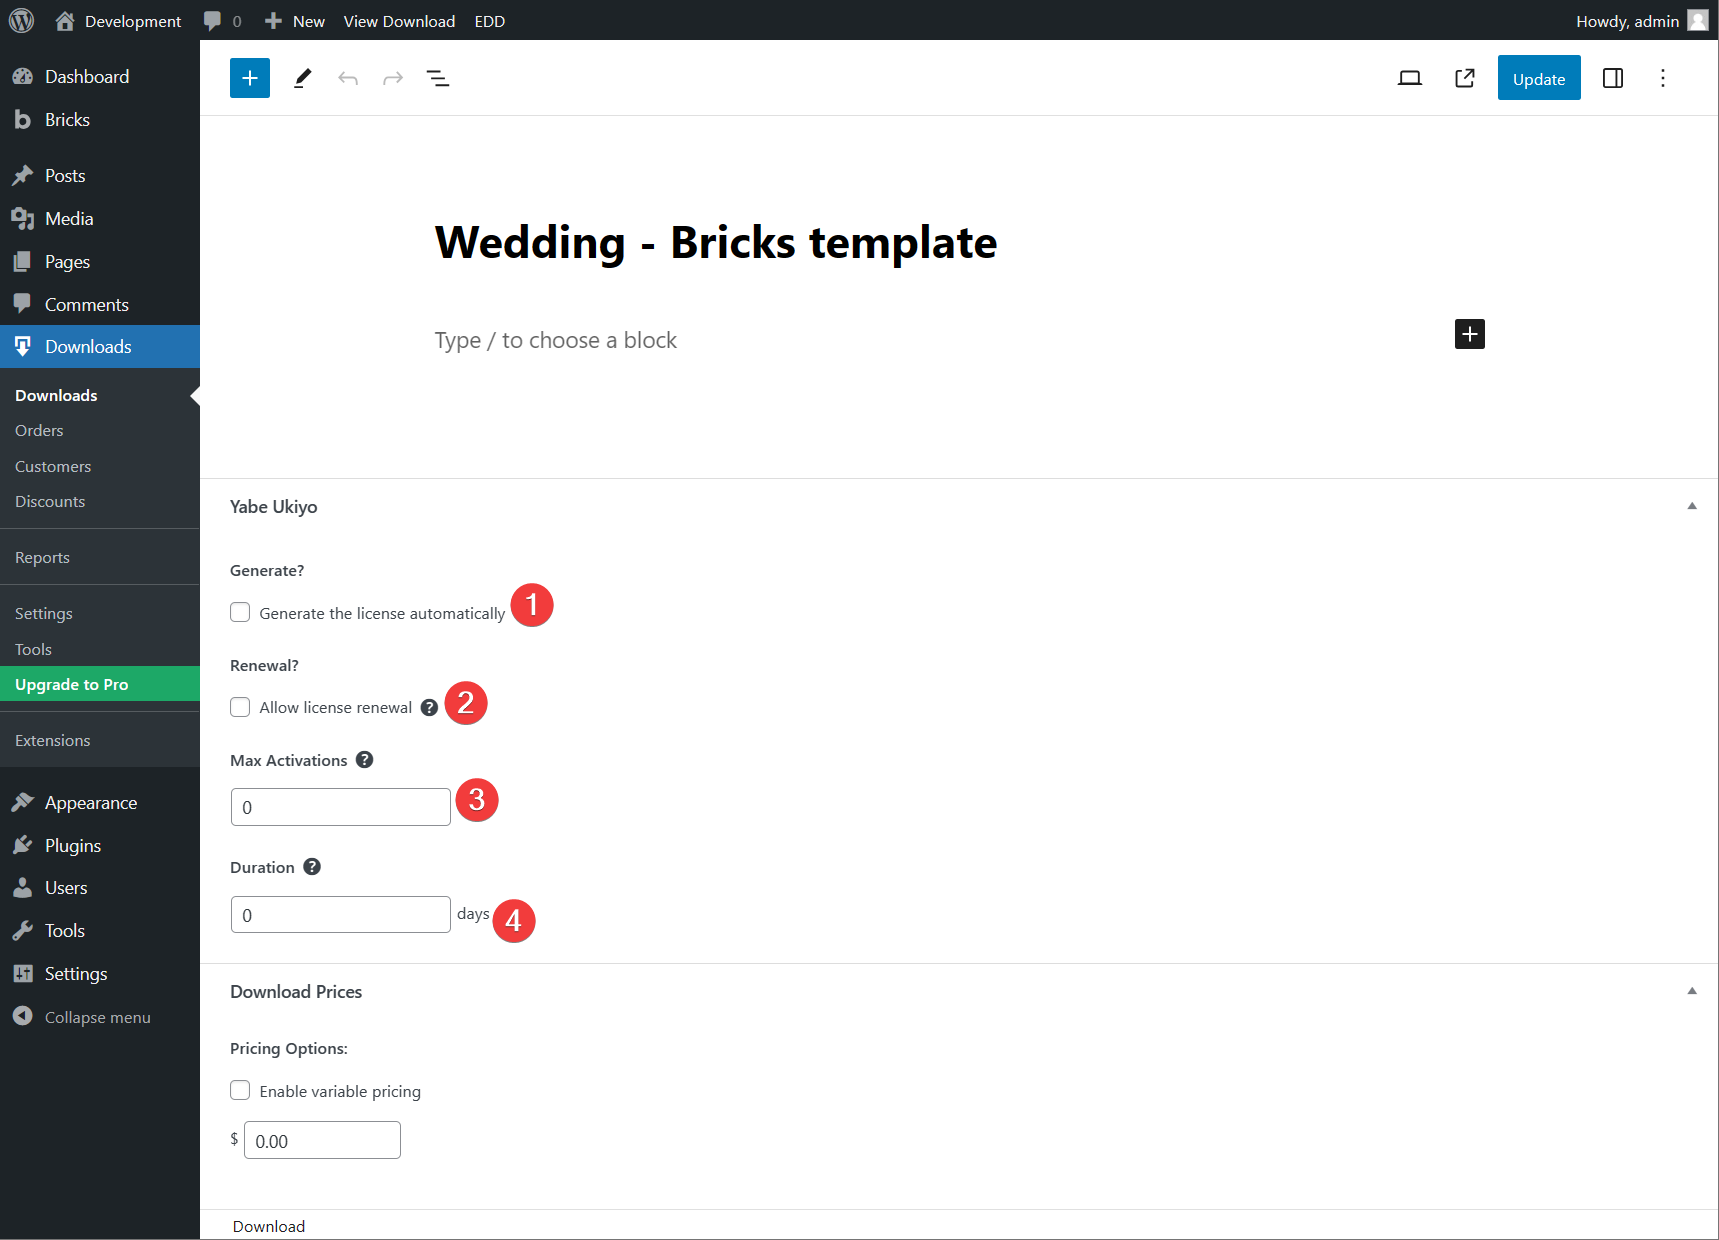 Development
0
New
View Download
EDD
Howdy, admin
Dashboard
Bricks
Posts
Media
Pages
Comments
Downloads
Downloads
Orders
Customers
Discounts
Reports
Settings
Tools
Upgrade to Pro
Extensions
Appearance
Plugins
Users
Tools
Settings
Collapse menu
Update
Wedding - Bricks template
Type / to choose a block
Yabe Ukiyo
Generate?
Generate the license automatically
1
Renewal?
Allow license renewal ?
2
Max Activations ?
0
3
Duration ?
0
days
4
Download Prices
Pricing Options:
Enable variable pricing
$ 0.00
Download